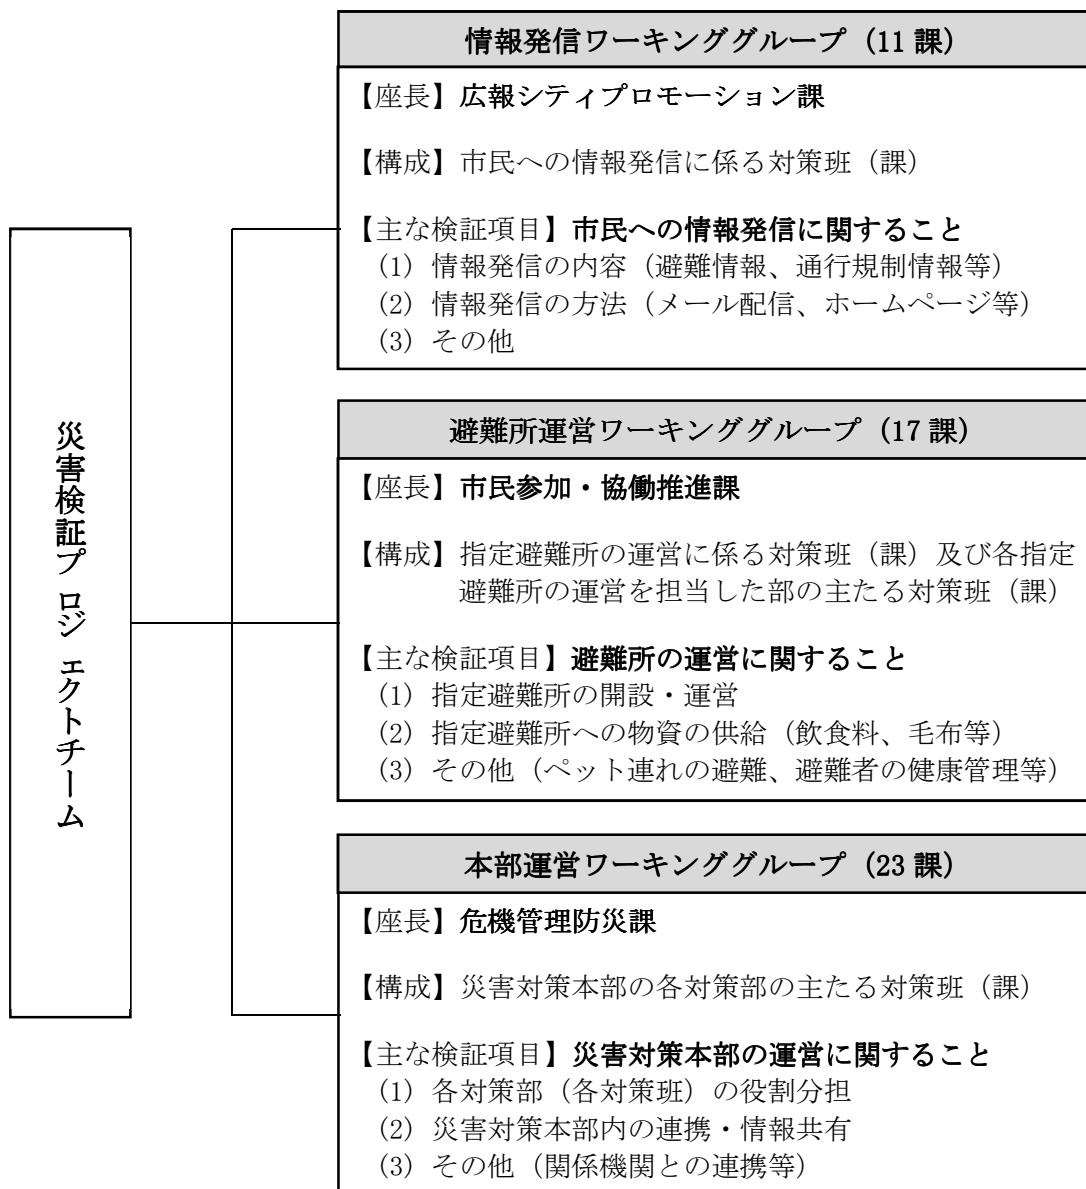 災害検証プロジェクトチーム
情報発信ワーキンググループ（11 課）
【座長】広報シティプロモーション課
【構成】市民への情報発信に係る対策班（課）
【主な検証項目】市民への情報発信に関すること
(1) 情報発信の内容（避難情報、通行規制情報等）
(2) 情報発信の方法（メール配信、ホームページ等）
(3) その他
避難所運営ワーキンググループ（17 課）
【座長】市民参加・協働推進課
【構成】指定避難所の運営に係る対策班（課）及び各指定
避難所の運営を担当した部の主たる対策班（課）
【主な検証項目】避難所の運営に関すること
(1) 指定避難所の開設・運営
(2) 指定避難所への物資の供給（飲食料、毛布等）
(3) その他（ペット連れの避難、避難者の健康管理等）
本部運営ワーキンググループ（23 課）
【座長】危機管理防災課
【構成】災害対策本部の各対策部の主たる対策班（課）
【主な検証項目】災害対策本部の運営に関すること
(1) 各対策部（各対策班）の役割分担
(2) 災害対策本部内の連携・情報共有
(3) その他（関係機関との連携等）